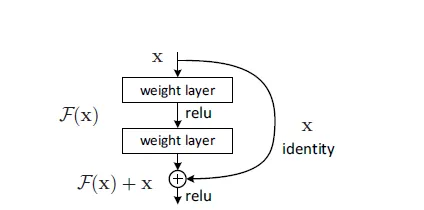 x
weight layer
relu
F(x)
weight layer
x
identity
F(x) + x
relu